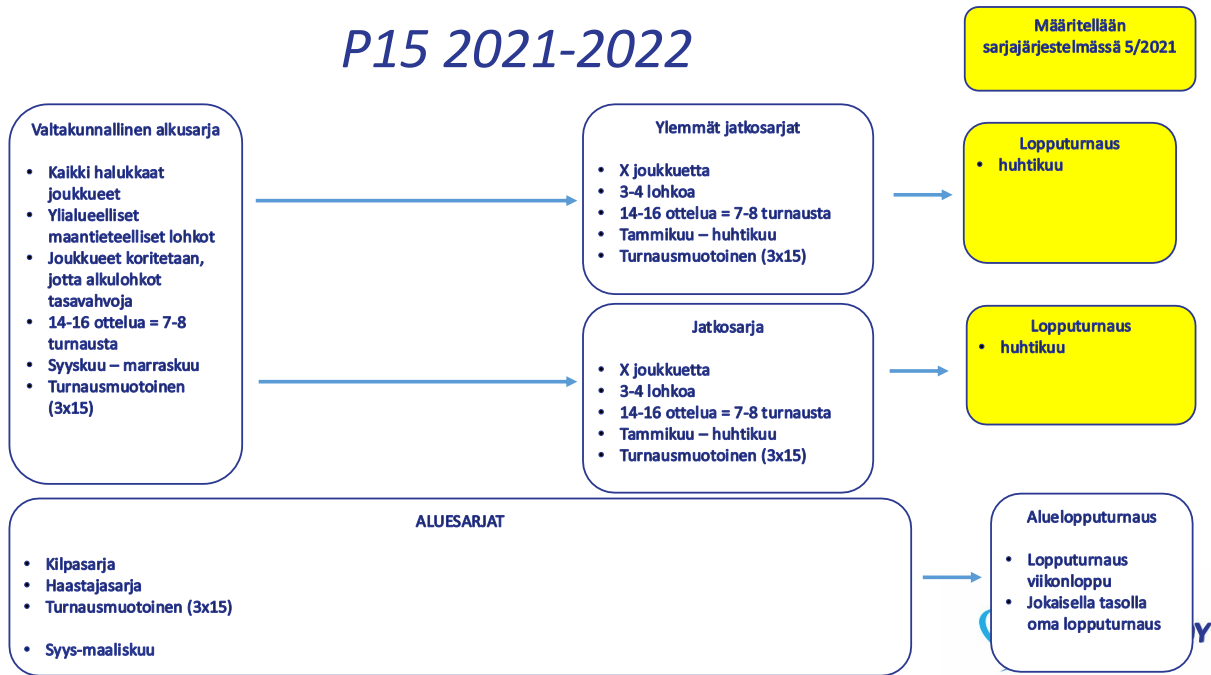 P15 2021-2022
Määritellään
sarjajärjestelmässä 5/2021
Valtakunnallinen alkusarja
• Kaikki halukkaat
joukkueet
• Ylialueelliset
maantieteelliset lohkot
• Joukkueet koritetaan,
jotta alkulohkot
tasavahvoja
• 14-16 ottelua = 7-8
turnausta
• Syyskuu – marraskuu
• Turnausmuotoinen
(3x15)
Ylemmät jatkosarjat
• X joukkuetta
• 3-4 lohkoa
• 14-16 ottelua = 7-8 turnausta
• Tammikuu – huhtikuu
• Turnausmuotoinen (3x15)
Lopputurnaus
• huhtikuu
Jatkosarja
• X joukkuetta
• 3-4 lohkoa
• 14-16 ottelua = 7-8 turnausta
• Tammikuu – huhtikuu
• Turnausmuotoinen (3x15)
Lopputurnaus
• huhtikuu
ALUESARJAT
• Kilpasarja
• Haastajasarja
• Turnausmuotoinen (3x15)
• Syys-maaliskuu
Aluelopputurnaus
• Lopputurnaus
viikonloppu
• Jokaisella tasolla
oma lopputurnaus